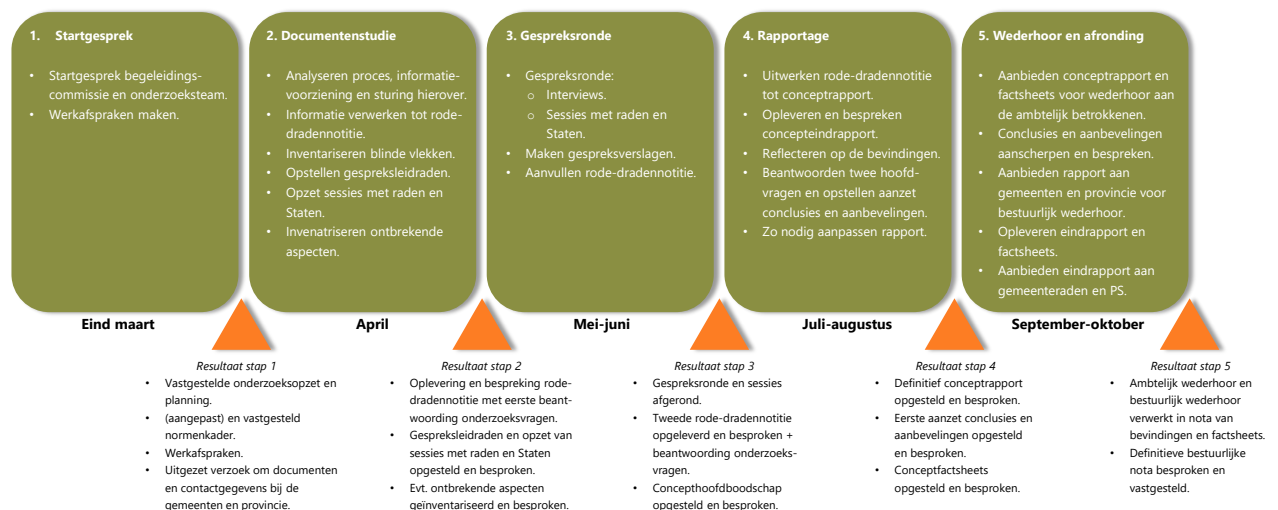 1. Startgesprek
• Startgesprek begeleidings-
commissie en onderzoeksteam.
• Werkafspraken maken.
2. Documentenstudie
• Analyseren proces, informatie-
voorziening en sturing hierover.
• Informatie verwerken tot rode-
dradennotitie.
• Inventariseren blinde vlekken.
• Opstellen gespreksleidraden.
• Opzet sessies met raden en
Staten.
• Invenatriseren ontbrekende
aspecten.
3. Gespreksronde
• Gespreksronde:
o Interviews.
o Sessies met raden en
Staten.
• Maken gespreksverslagen.
• Aanvullen rode-dradennotitie.
4. Rapportage
• Uitwerken rode-dradennotitie
tot conceptrapport.
• Opleveren en bespreken
concepteindrapport.
• Reflecteren op de bevindingen.
• Beantwoorden twee hoofd-
vragen en opstellen aanzet
conclusies en aanbevelingen.
• Zo nodig aanpassen rapport.
5. Wederhoor en afronding
• Aanbieden conceptrapport en
factsheets voor wederhoor aan
de ambtelijk betrokkenen.
• Conclusies en aanbevelingen
aanscherpen en bespreken.
• Aanbieden rapport aan
gemeenten en provincie voor
bestuurlijk wederhoor.
• Opleveren eindrapport en
factsheets.
• Aanbieden eindrapport aan
gemeenteraden en PS.
Eind maart
April
Mei-juni
Juli-augustus
September-oktober
Resultaat stap 1
• Vastgestelde onderzoeksopzet en
planning.
• (aangepast) en vastgesteld
normenkader.
• Werkafspraken.
• Uitgezet verzoek om documenten
en contactgegevens bij de
gemeenten en provincie.
Resultaat stap 2
• Oplevering en bespreking rode-
dradennotitie met eerste beant-
woording onderzoeksvragen.
• Gespreksleidraden en opzet van
sessies met raden en Staten
opgesteld en besproken.
• Evt. ontbrekende aspecten
geïnventariseerd en besproken.
Resultaat stap 3
• Gespreksronde en sessies
afgerond.
• Tweede rode-dradennotitie
opgeleverd en besproken +
beantwoording onderzoeks-
vragen.
• Concepthoofdboodschap
opgesteld en besproken.
Resultaat stap 4
• Definitief conceptrapport
opgesteld en besproken.
• Eerste aanzet conclusies en
aanbevelingen opgesteld
en besproken.
• Conceptfactsheets
opgesteld en besproken.
Resultaat stap 5
• Ambtelijk wederhoor en
bestuurlijk wederhoor
verwerkt in nota van
bevindingen en factsheets.
• Definitieve bestuurlijke
nota besproken en
vastgesteld.